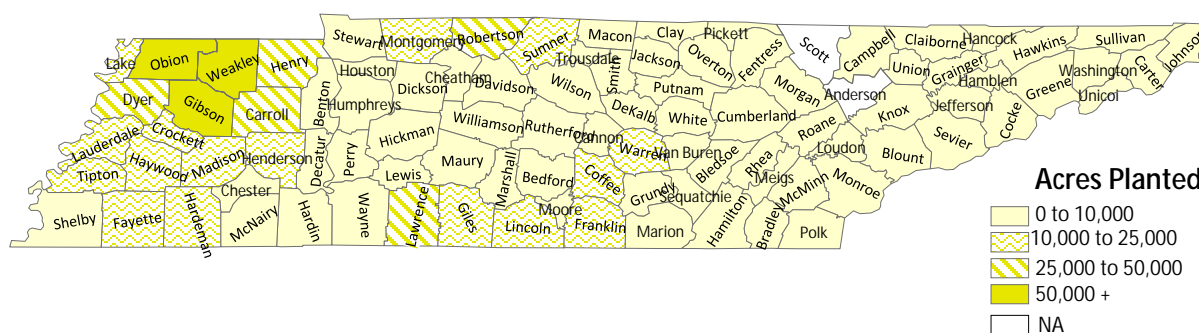 Stewart
Montgomery
Robertson
Sumner
Macon
Clay
Pickett
Scott
Campbell
Claiborne
Hancock
Hawkins
Sullivan
Johnso
Lake
Obion
Weakley
Henry
Houston
Cheatham
Trousdale
Smith
Jackson
Overton
Fentress
Union
Grainger
Hamblen
Washington
Carter
Dyer
Gibson
Carroll
Benton
Humphreys
Dickson
Davidson
Wilson
Putnam
Morgan
Anderson
Knox
Jefferson
Greene
Unicoi
Lauderdale
Crockett
Madison
Henderson
Decatur
Perry
Hickman
Williamson
Rutherford
Cannon
DeKalb
White
Cumberland
Roane
Loudon
Blount
Sevier
Cocke
Tipton
Haywood
Chester
Lewis
Maury
Marshall
Bedford
Coffee
Warren
Van Buren
Bledsoe
Rhea
Meigs
McMinn
Monroe
Shelby
Fayette
Hardeman
McNairy
Hardin
Wayne
Lawrence
Giles
Lincoln
Moore
Franklin
Grundy
Sequatchie
Marion
Hamilton
Bradley
Polk
Acres Planted
0 to 10,000
10,000 to 25,000
25,000 to 50,000
50,000 +
NA